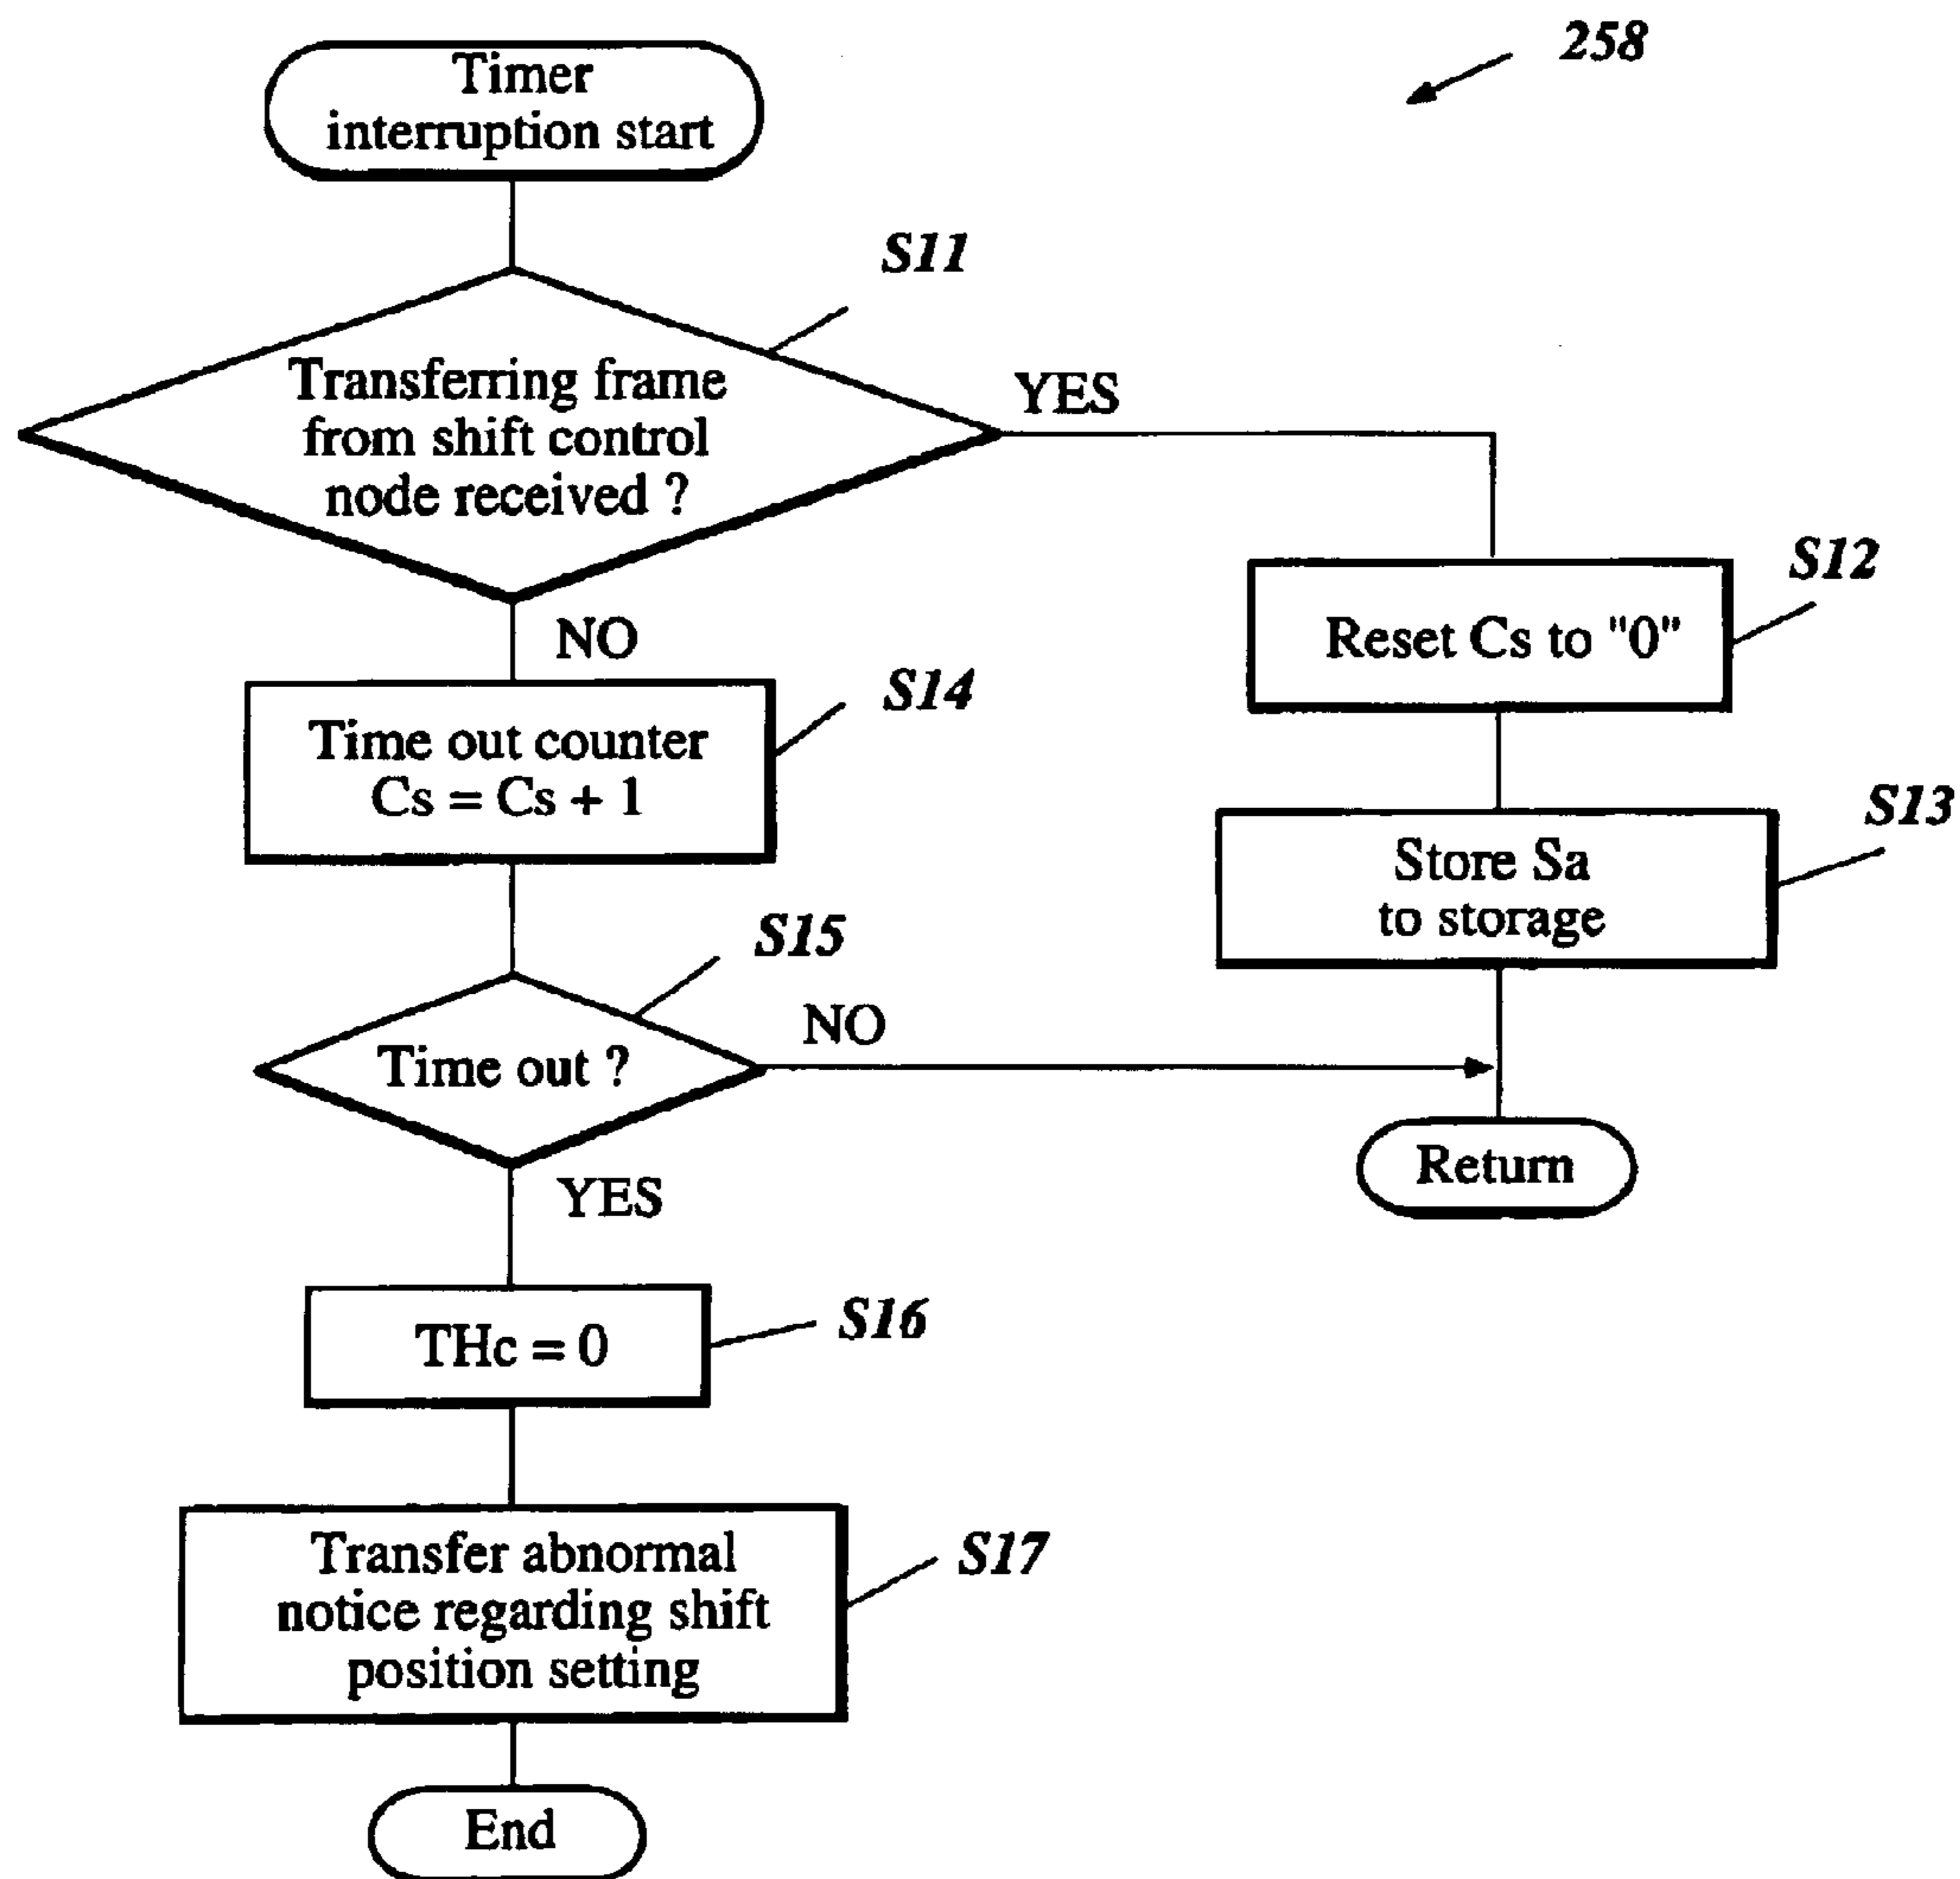 258
Timer
interruption start
S11
Transferring frame
from shift control
node received ?
YES
NO
S12
Reset Cs to "0"
S14
Time out counter
Cs = Cs + 1
S13
Store Sa
to storage
S15
Time out ?
NO
YES
Return
S16
THc = 0
S17
Transfer abnormal
notice regarding shift
position setting
End